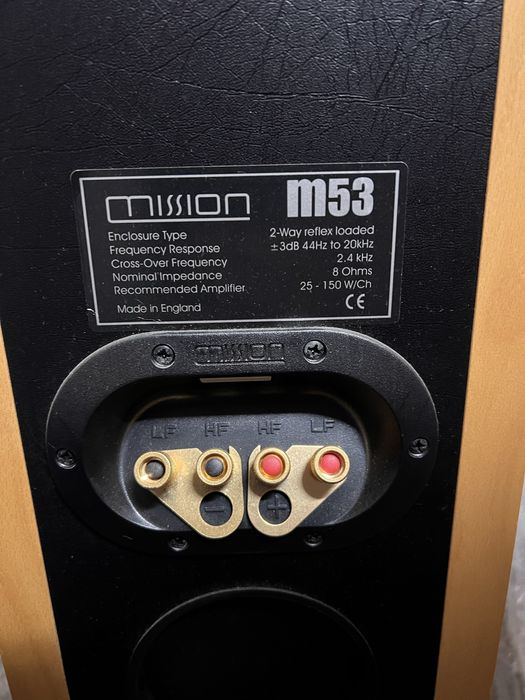 mission m53
Enclosure Type 2-Way reflex loaded
Frequency Response ±3dB 44Hz to 20kHz
Cross-Over Frequency 2.4 kHz
Nominal Impedance 8 Ohms
Recommended Amplifier 25 - 150 W/Ch
Made in England CE
mission
LF HF HF LF
- +